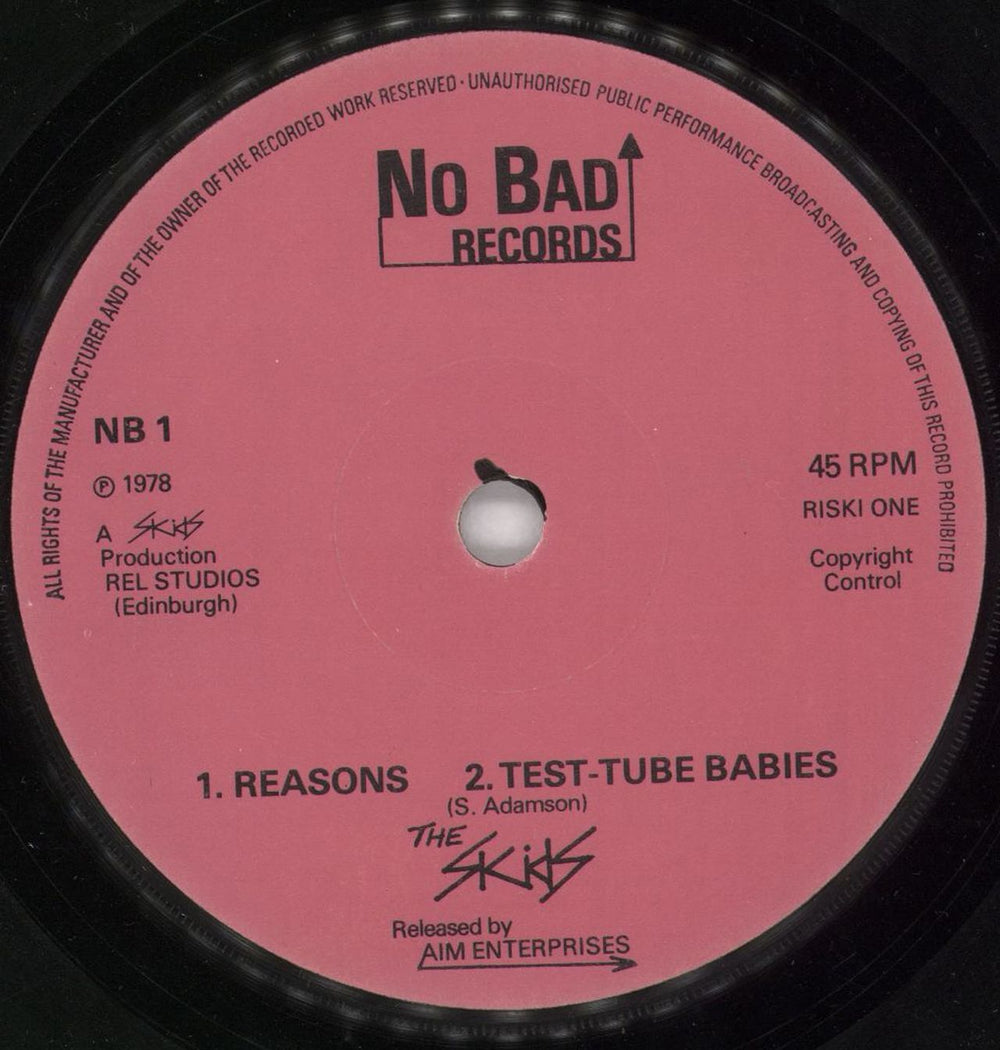 ALL RIGHTS OF THE MANUFACTURER AND OF THE OWNER OF THE RECORDED WORK RESERVED · UNAUTHORISED PUBLIC PERFORMANCE BROADCASTING AND COPYING OF THIS RECORD PROHIBITED
NO BAD
RECORDS
NB 1
℗ 1978
A SKIDS
Production
REL STUDIOS
(Edinburgh)
45 RPM
RISKI ONE
Copyright
Control
1. REASONS 2. TEST-TUBE BABIES
(S. Adamson)
THE SKIDS
Released by
AIM ENTERPRISES